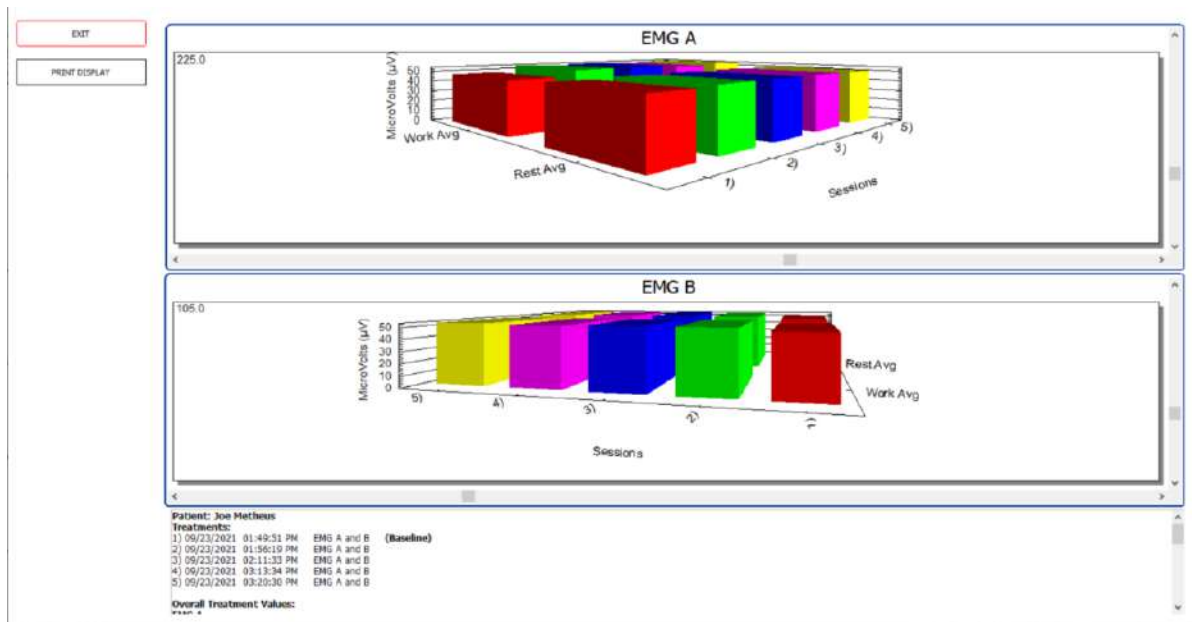 EXIT
PRINT DISPLAY
EMG A
225.0
MicroVolts (µV)
50
40
30
20
10
0
Work Avg
Rest Avg
1)
2)
3)
4)
5)
Sessions
EMG B
105.0
MicroVolts (µV)
50
40
30
20
10
0
5)
4)
3)
2)
1)
Rest Avg
Work Avg
Sessions
Patient: Joe Metheus
Treatments:
1) 09/23/2021 01:49:51 PM EMG A and B (Baseline)
2) 09/23/2021 01:56:19 PM EMG A and B
3) 09/23/2021 02:11:33 PM EMG A and B
4) 09/23/2021 03:13:34 PM EMG A and B
5) 09/23/2021 03:20:30 PM EMG A and B
Overall Treatment Values:
EMG A